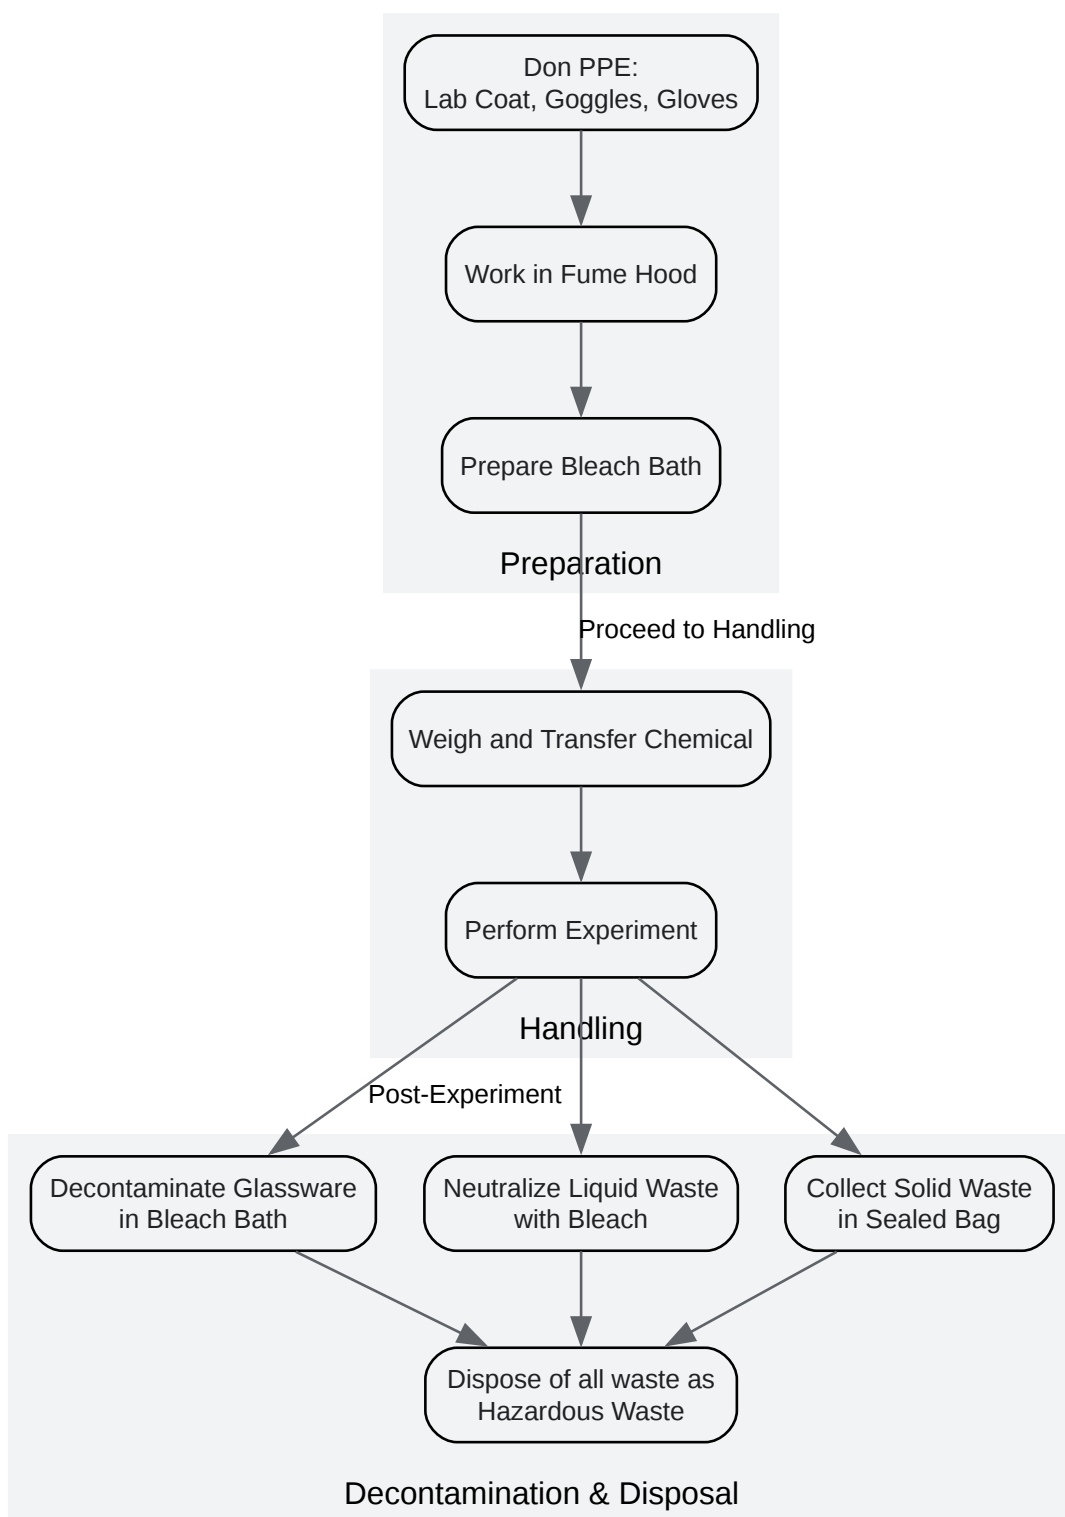 Don PPE:
Lab Coat, Goggles, Gloves
Work in Fume Hood
Prepare Bleach Bath
Preparation
Proceed to Handling
Weigh and Transfer Chemical
Perform Experiment
Handling
Post-Experiment
Decontaminate Glassware
in Bleach Bath
Neutralize Liquid Waste
with Bleach
Collect Solid Waste
in Sealed Bag
Dispose of all waste as
Hazardous Waste
Decontamination & Disposal